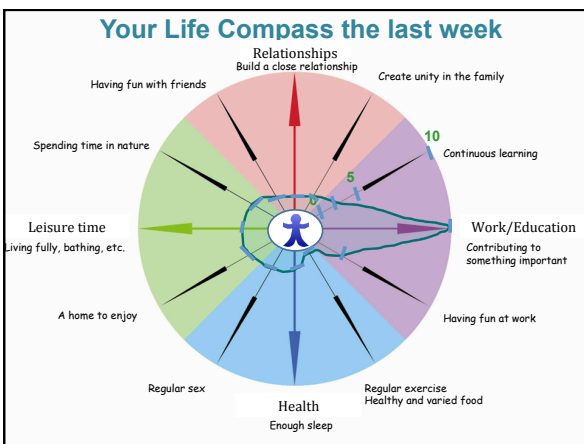 Your Life Compass the last week
Relationships
Build a close relationship
Having fun with friends
Create unity in the family
10
Spending time in nature
Continuous learning
5
0
Leisure time
Living fully, bathing, etc.
Work/Education
Contributing to
something important
A home to enjoy
Having fun at work
Regular sex
Regular exercise
Healthy and varied food
Health
Enough sleep